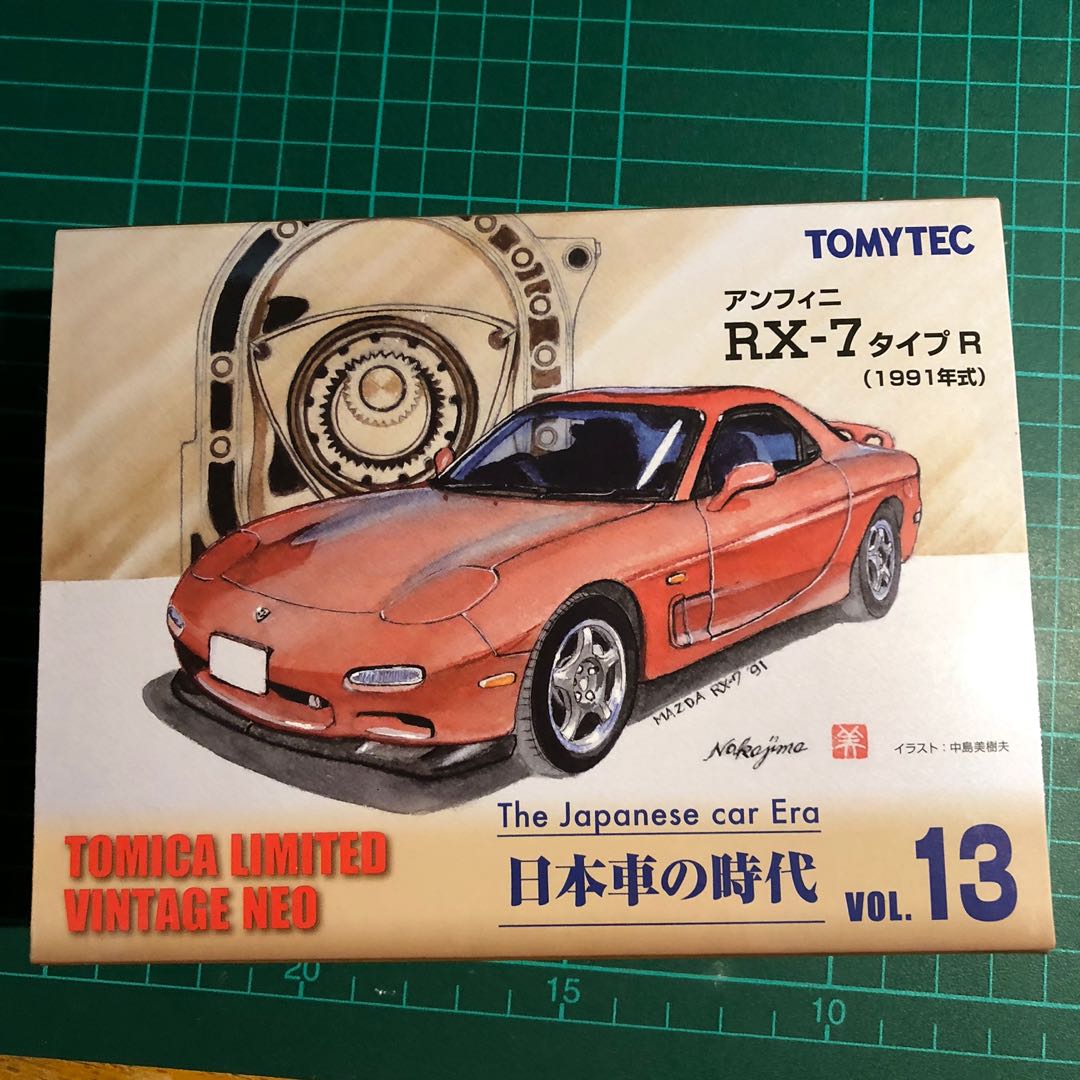 TOMYTEC
アンフィニ
RX-7 タイプ R
(1991年式)
MAZDA RX-7 '91
Nakajima
美
イラスト：中島美樹夫
The Japanese car Era
日本車の時代 VOL. 13
TOMICA LIMITED
VINTAGE NEO
20 15 10